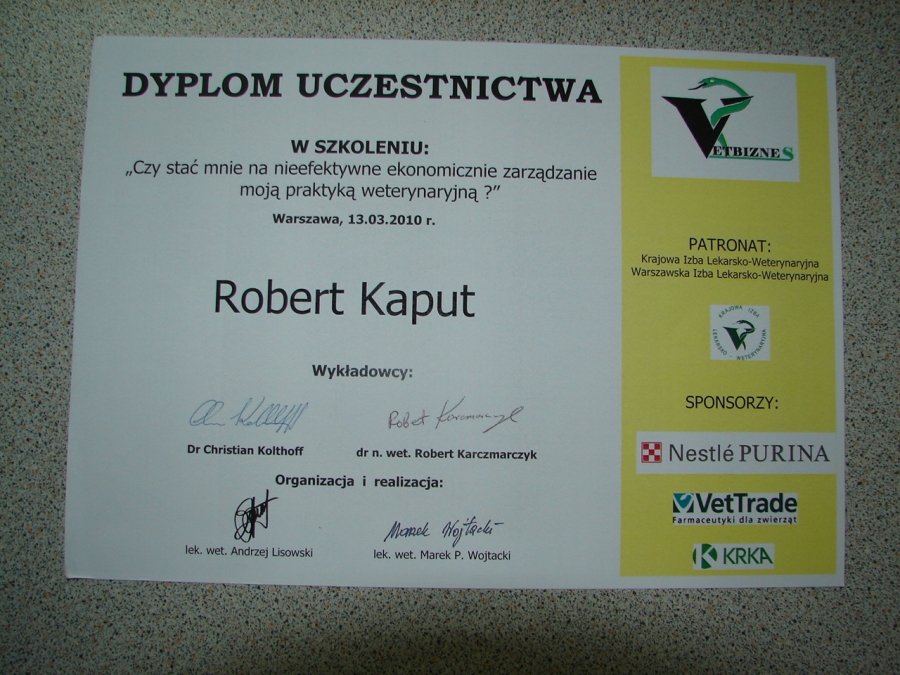 DYPLOM UCZESTNICTWA
W SZKOLENIU:
„Czy stać mnie na nieefektywne ekonomicznie zarządzanie
moją praktyką weterynaryjną ?”
Warszawa, 13.03.2010 r.
Robert Kaput
Wykładowcy:
Robert Karczmarczyk
Dr Christian Kolthoff
dr n. wet. Robert Karczmarczyk
Organizacja i realizacja:
Marek Wojtacki
lek. wet. Andrzej Lisowski
lek. wet. Marek P. Wojtacki
VETBIZNES
PATRONAT:
Krajowa Izba Lekarsko-Weterynaryjna
Warszawska Izba Lekarsko-Weterynaryjna
KRAJOWA IZBA
LEKARSKO - WETERYNARYJNA
SPONSORZY:
Nestlé PURINA
VetTrade
Farmaceutyki dla zwierząt
KRKA